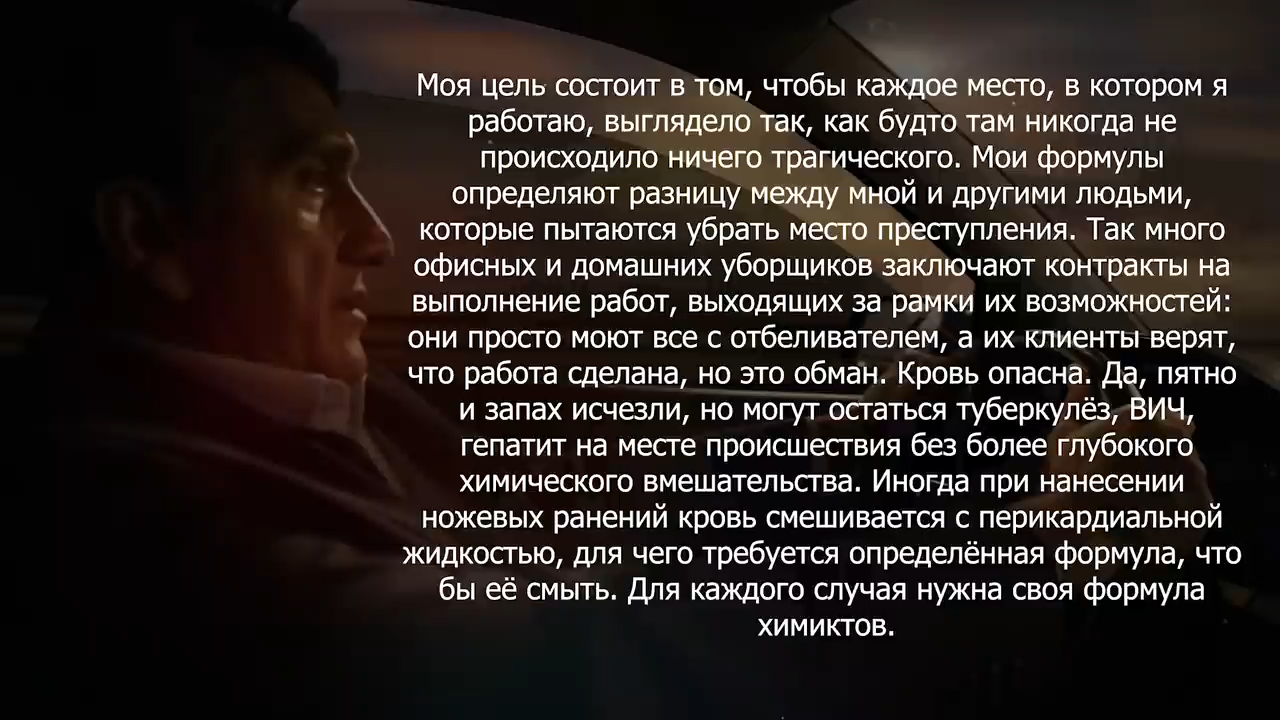 Моя цель состоит в том, чтобы каждое место, в котором я
работаю, выглядело так, как будто там никогда не
происходило ничего трагического. Мои формулы
определяют разницу между мной и другими людьми,
которые пытаются убрать место преступления. Так много
офисных и домашних уборщиков заключают контракты на
выполнение работ, выходящих за рамки их возможностей:
они просто моют все с отбеливателем, а их клиенты верят,
что работа сделана, но это обман. Кровь опасна. Да, пятно
и запах исчезли, но могут остаться туберкулёз, ВИЧ,
гепатит на месте происшествия без более глубокого
химического вмешательства. Иногда при нанесении
ножевых ранений кровь смешивается с перикардиальной
жидкостью, для чего требуется определённая формула, что
бы её смыть. Для каждого случая нужна своя формула
химиктов.